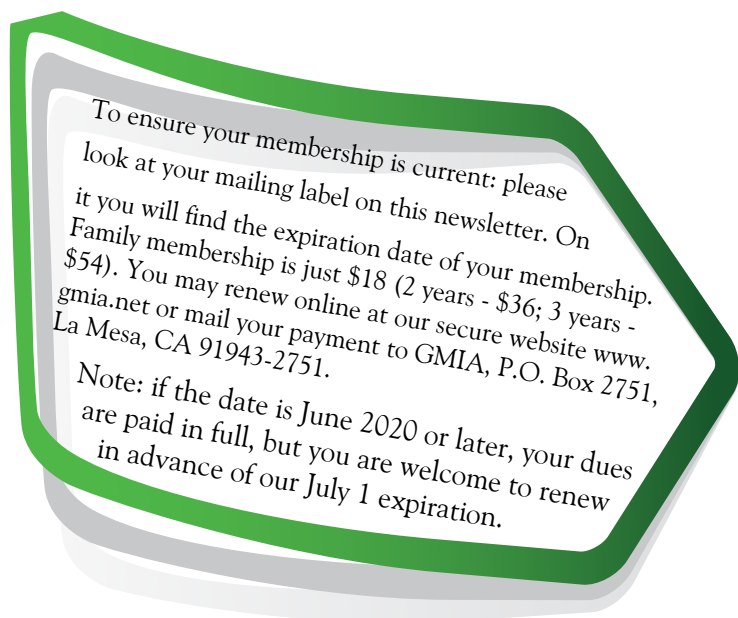 To ensure your membership is current: please
look at your mailing label on this newsletter. On
it you will find the expiration date of your membership.
Family membership is just $18 (2 years - $36; 3 years -
$54). You may renew online at our secure website www.
gmia.net or mail your payment to GMIA, P.O. Box 2751,
La Mesa, CA 91943-2751.
Note: if the date is June 2020 or later, your dues
are paid in full, but you are welcome to renew
in advance of our July 1 expiration.